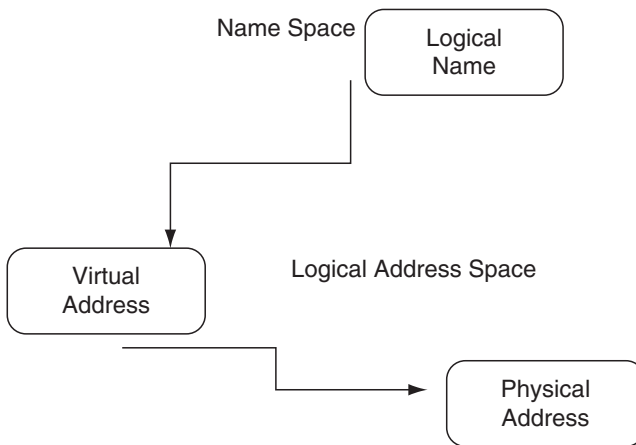 Name Space
Logical
Name
Virtual
Address
Logical Address Space
Physical
Address